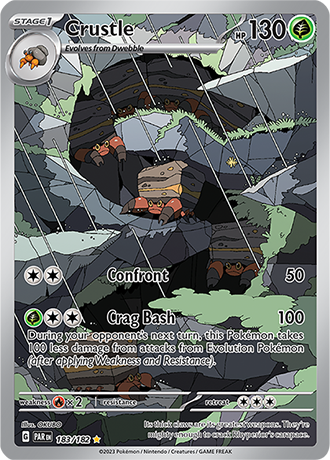 STAGE 1
Crustle
HP 130
Evolves from Dwebble
Confront 50
Crag Bash 100
During your opponent's next turn, this Pokémon takes
100 less damage from attacks from Evolution Pokémon
(after applying Weakness and Resistance).
weakness ×2 resistance retreat
Illus. OKUBO
G PAR EN 183/182
Its thick claws are its greatest weapons. They're
mighty enough to crack Rhyperior's carapace.
©2023 Pokémon / Nintendo / Creatures / GAME FREAK